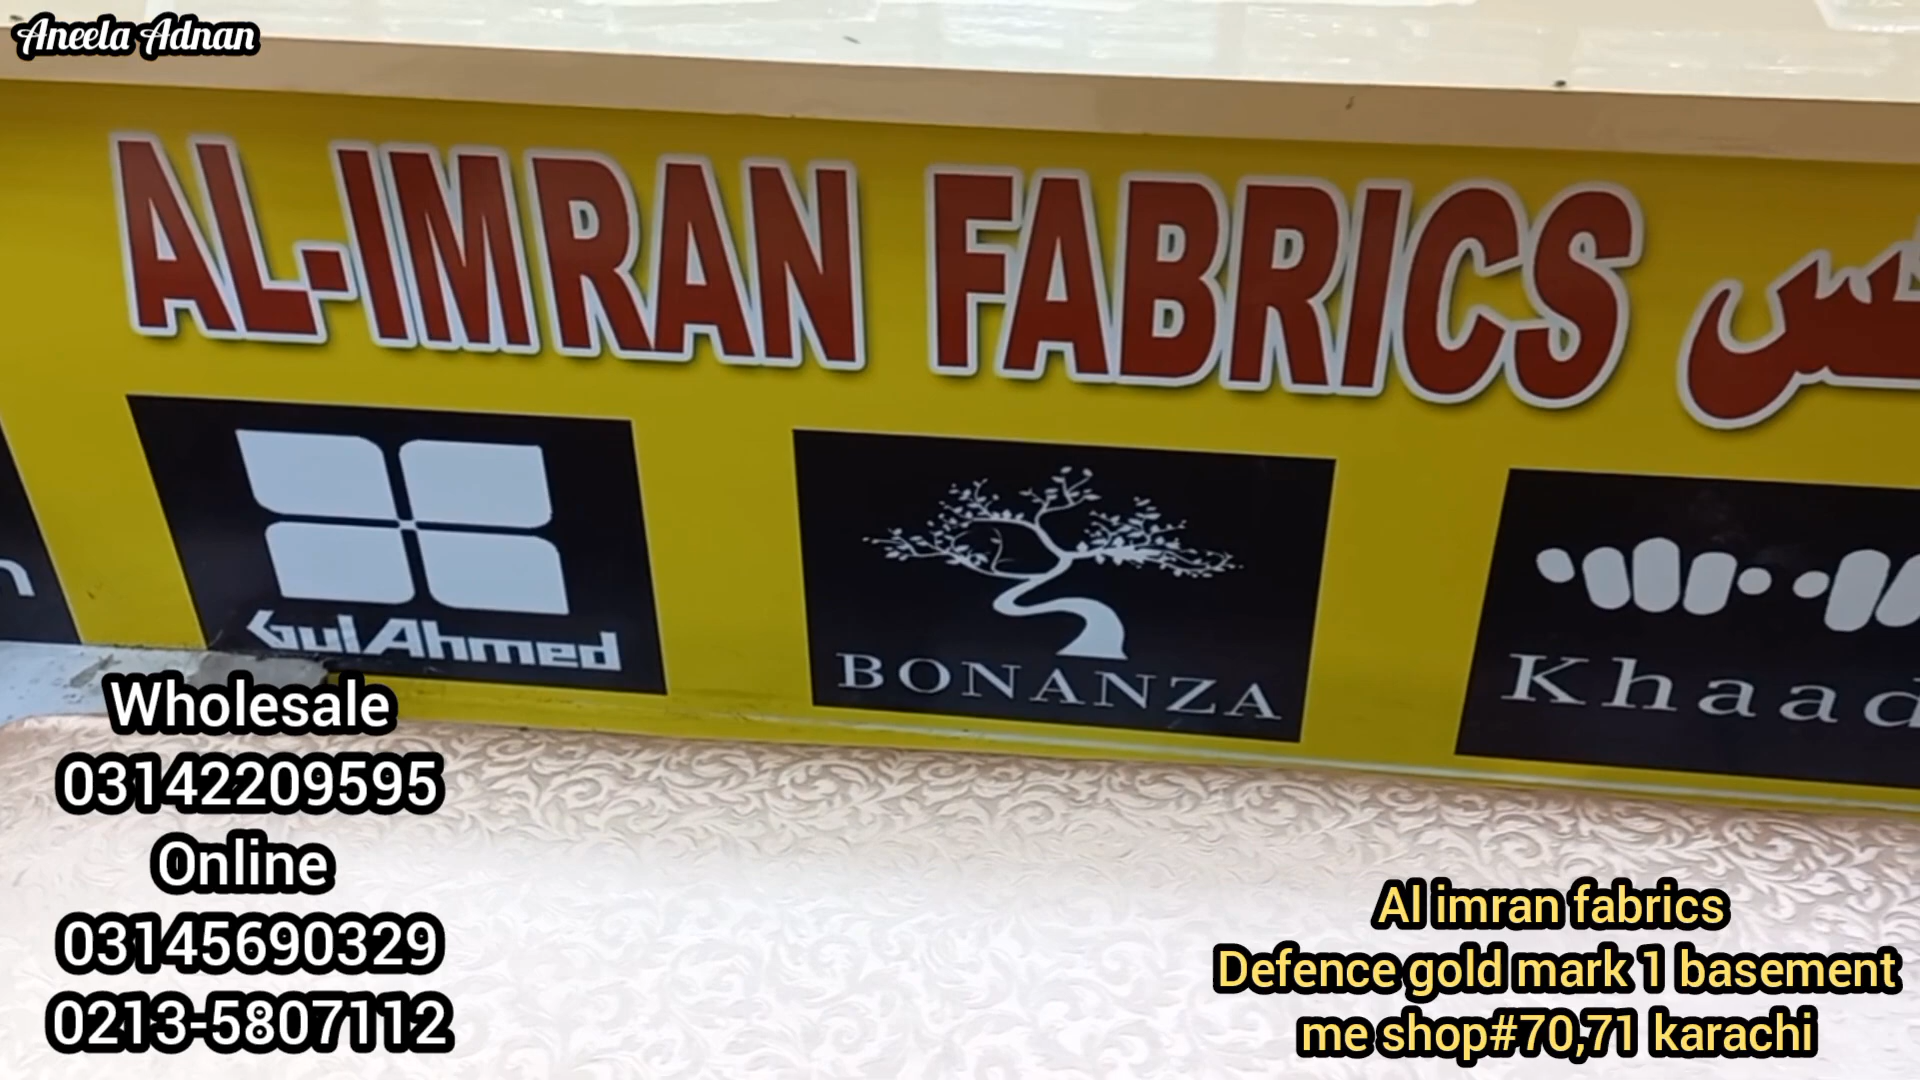 Aneela Adnan
AL-IMRAN FABRICS
GulAhmed
BONANZA
Khaad
Wholesale
03142209595
Online
03145690329
0213-5807112
Al imran fabrics
Defence gold mark 1 basement
me shop#70,71 karachi